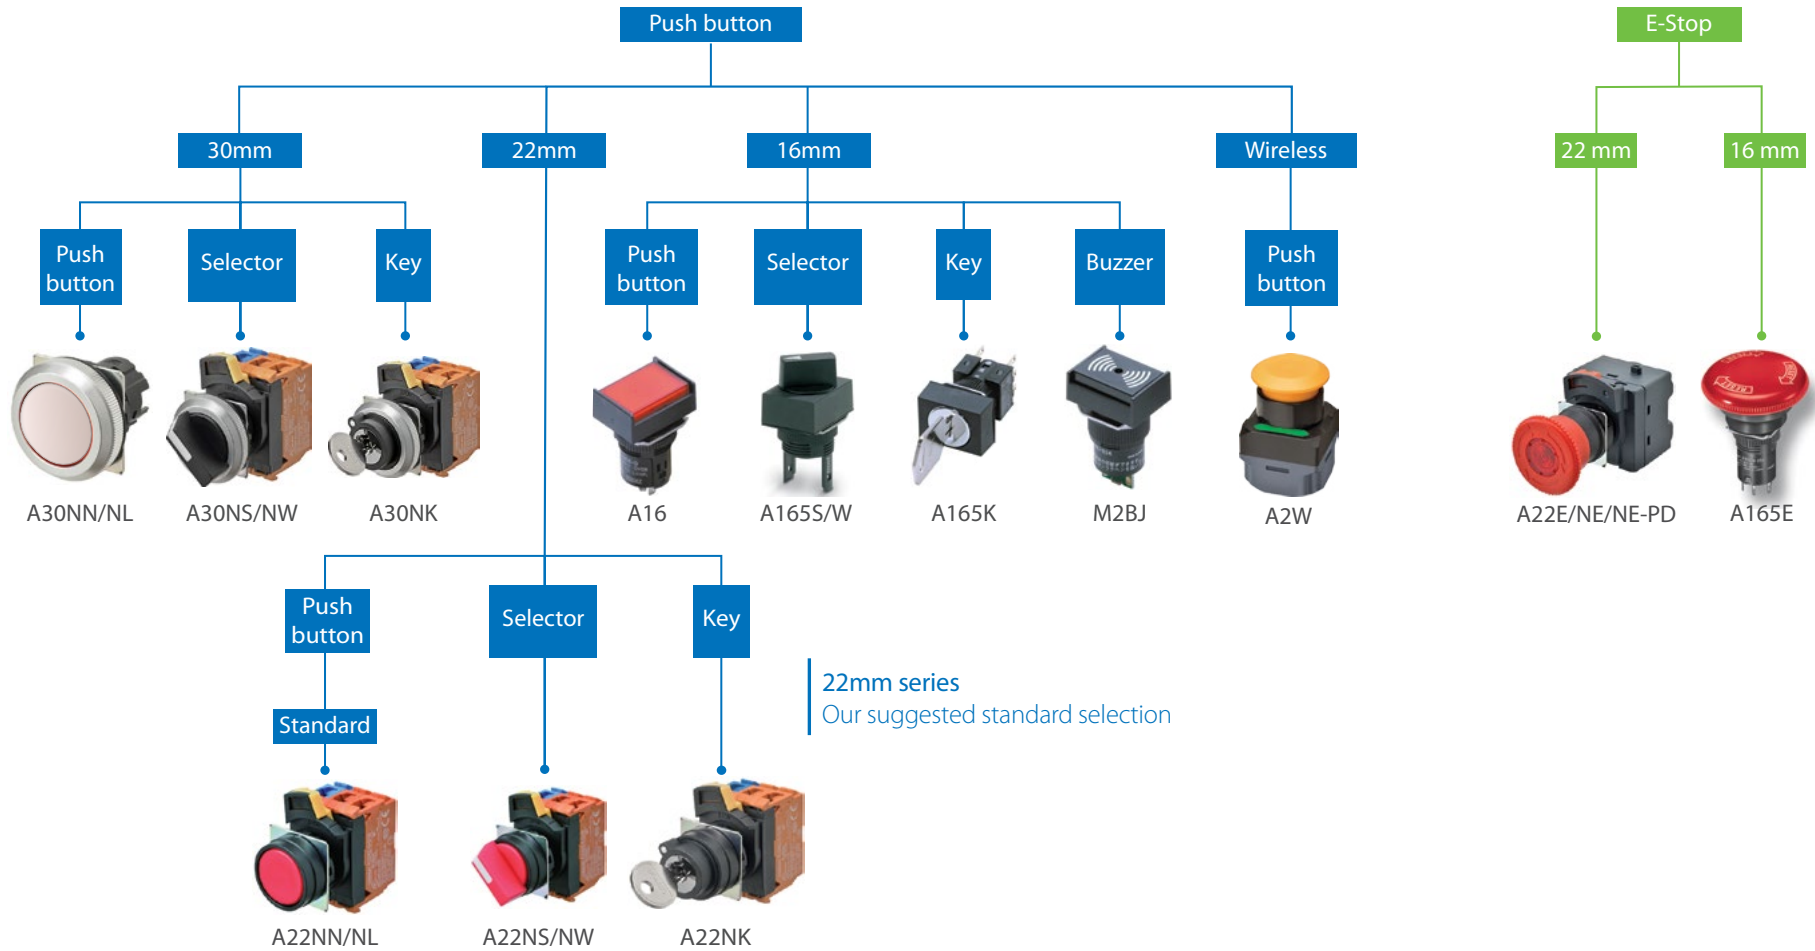 Push button
E-Stop
30mm
22mm
16mm
Wireless
22 mm
16 mm
Push
button
Selector
Key
Push
button
Selector
Key
Buzzer
Push
button
A30NN/NL
A30NS/NW
A30NK
A16
A165S/W
A165K
M2BJ
A2W
A22E/NE/NE-PD
A165E
Push
button
Selector
Key
22mm series
Our suggested standard selection
Standard
A22NN/NL
A22NS/NW
A22NK